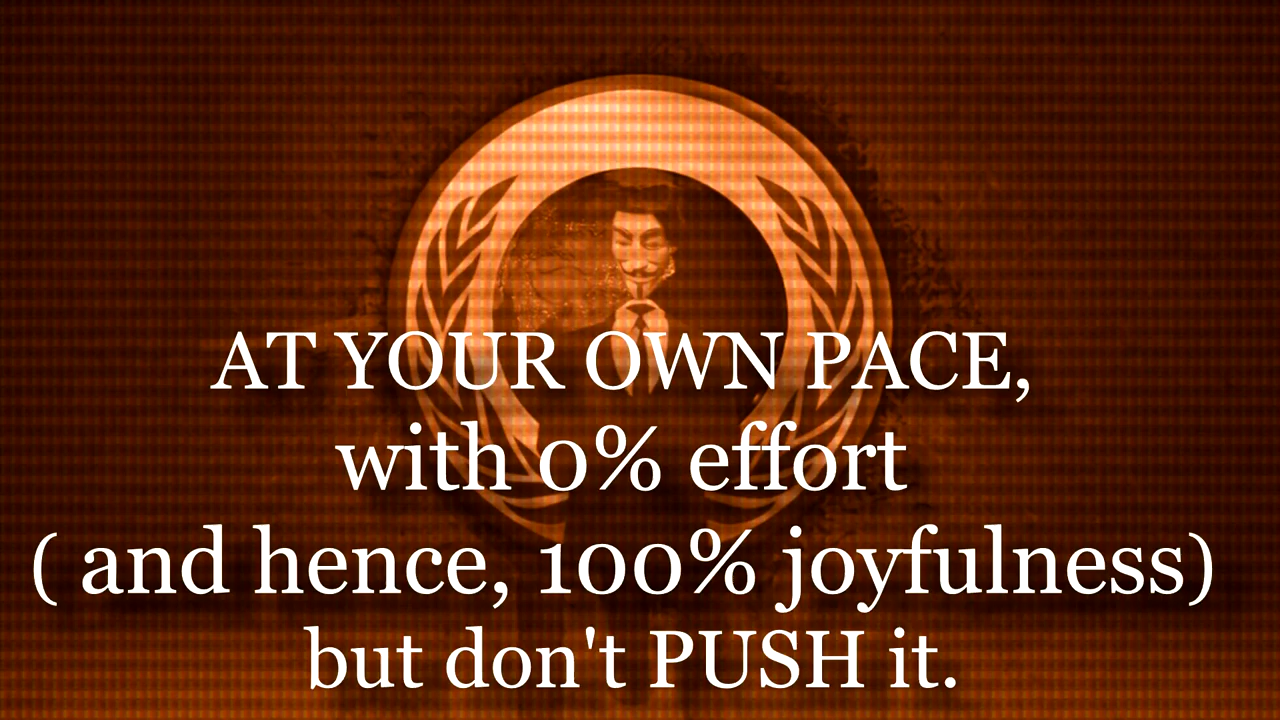 AT YOUR OWN PACE,
with 0% effort
( and hence, 100% joyfulness)
but don't PUSH it.